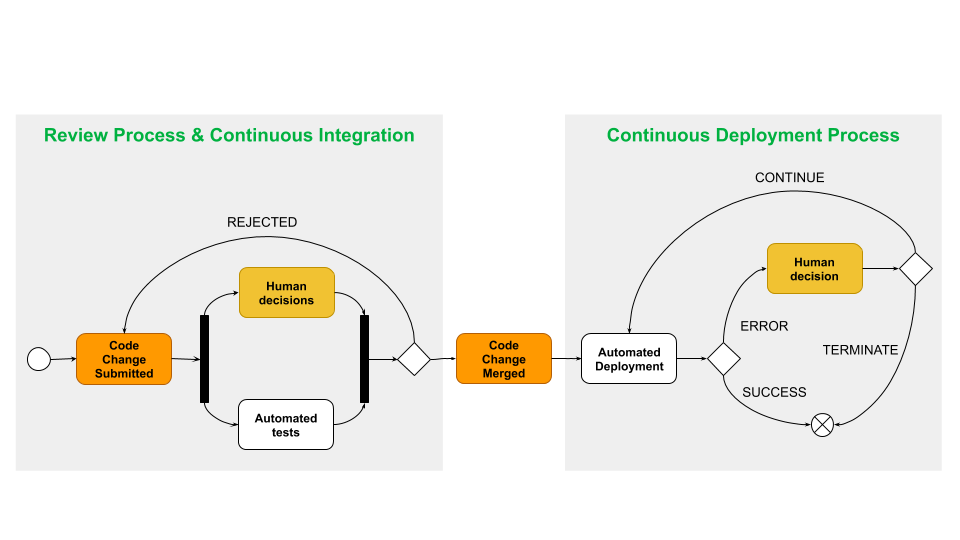 Review Process & Continuous Integration
REJECTED
Human
decisions
Code
Change
Submitted
Automated
tests
Code
Change
Merged
Continuous Deployment Process
CONTINUE
Human
decision
ERROR
Automated
Deployment
TERMINATE
SUCCESS